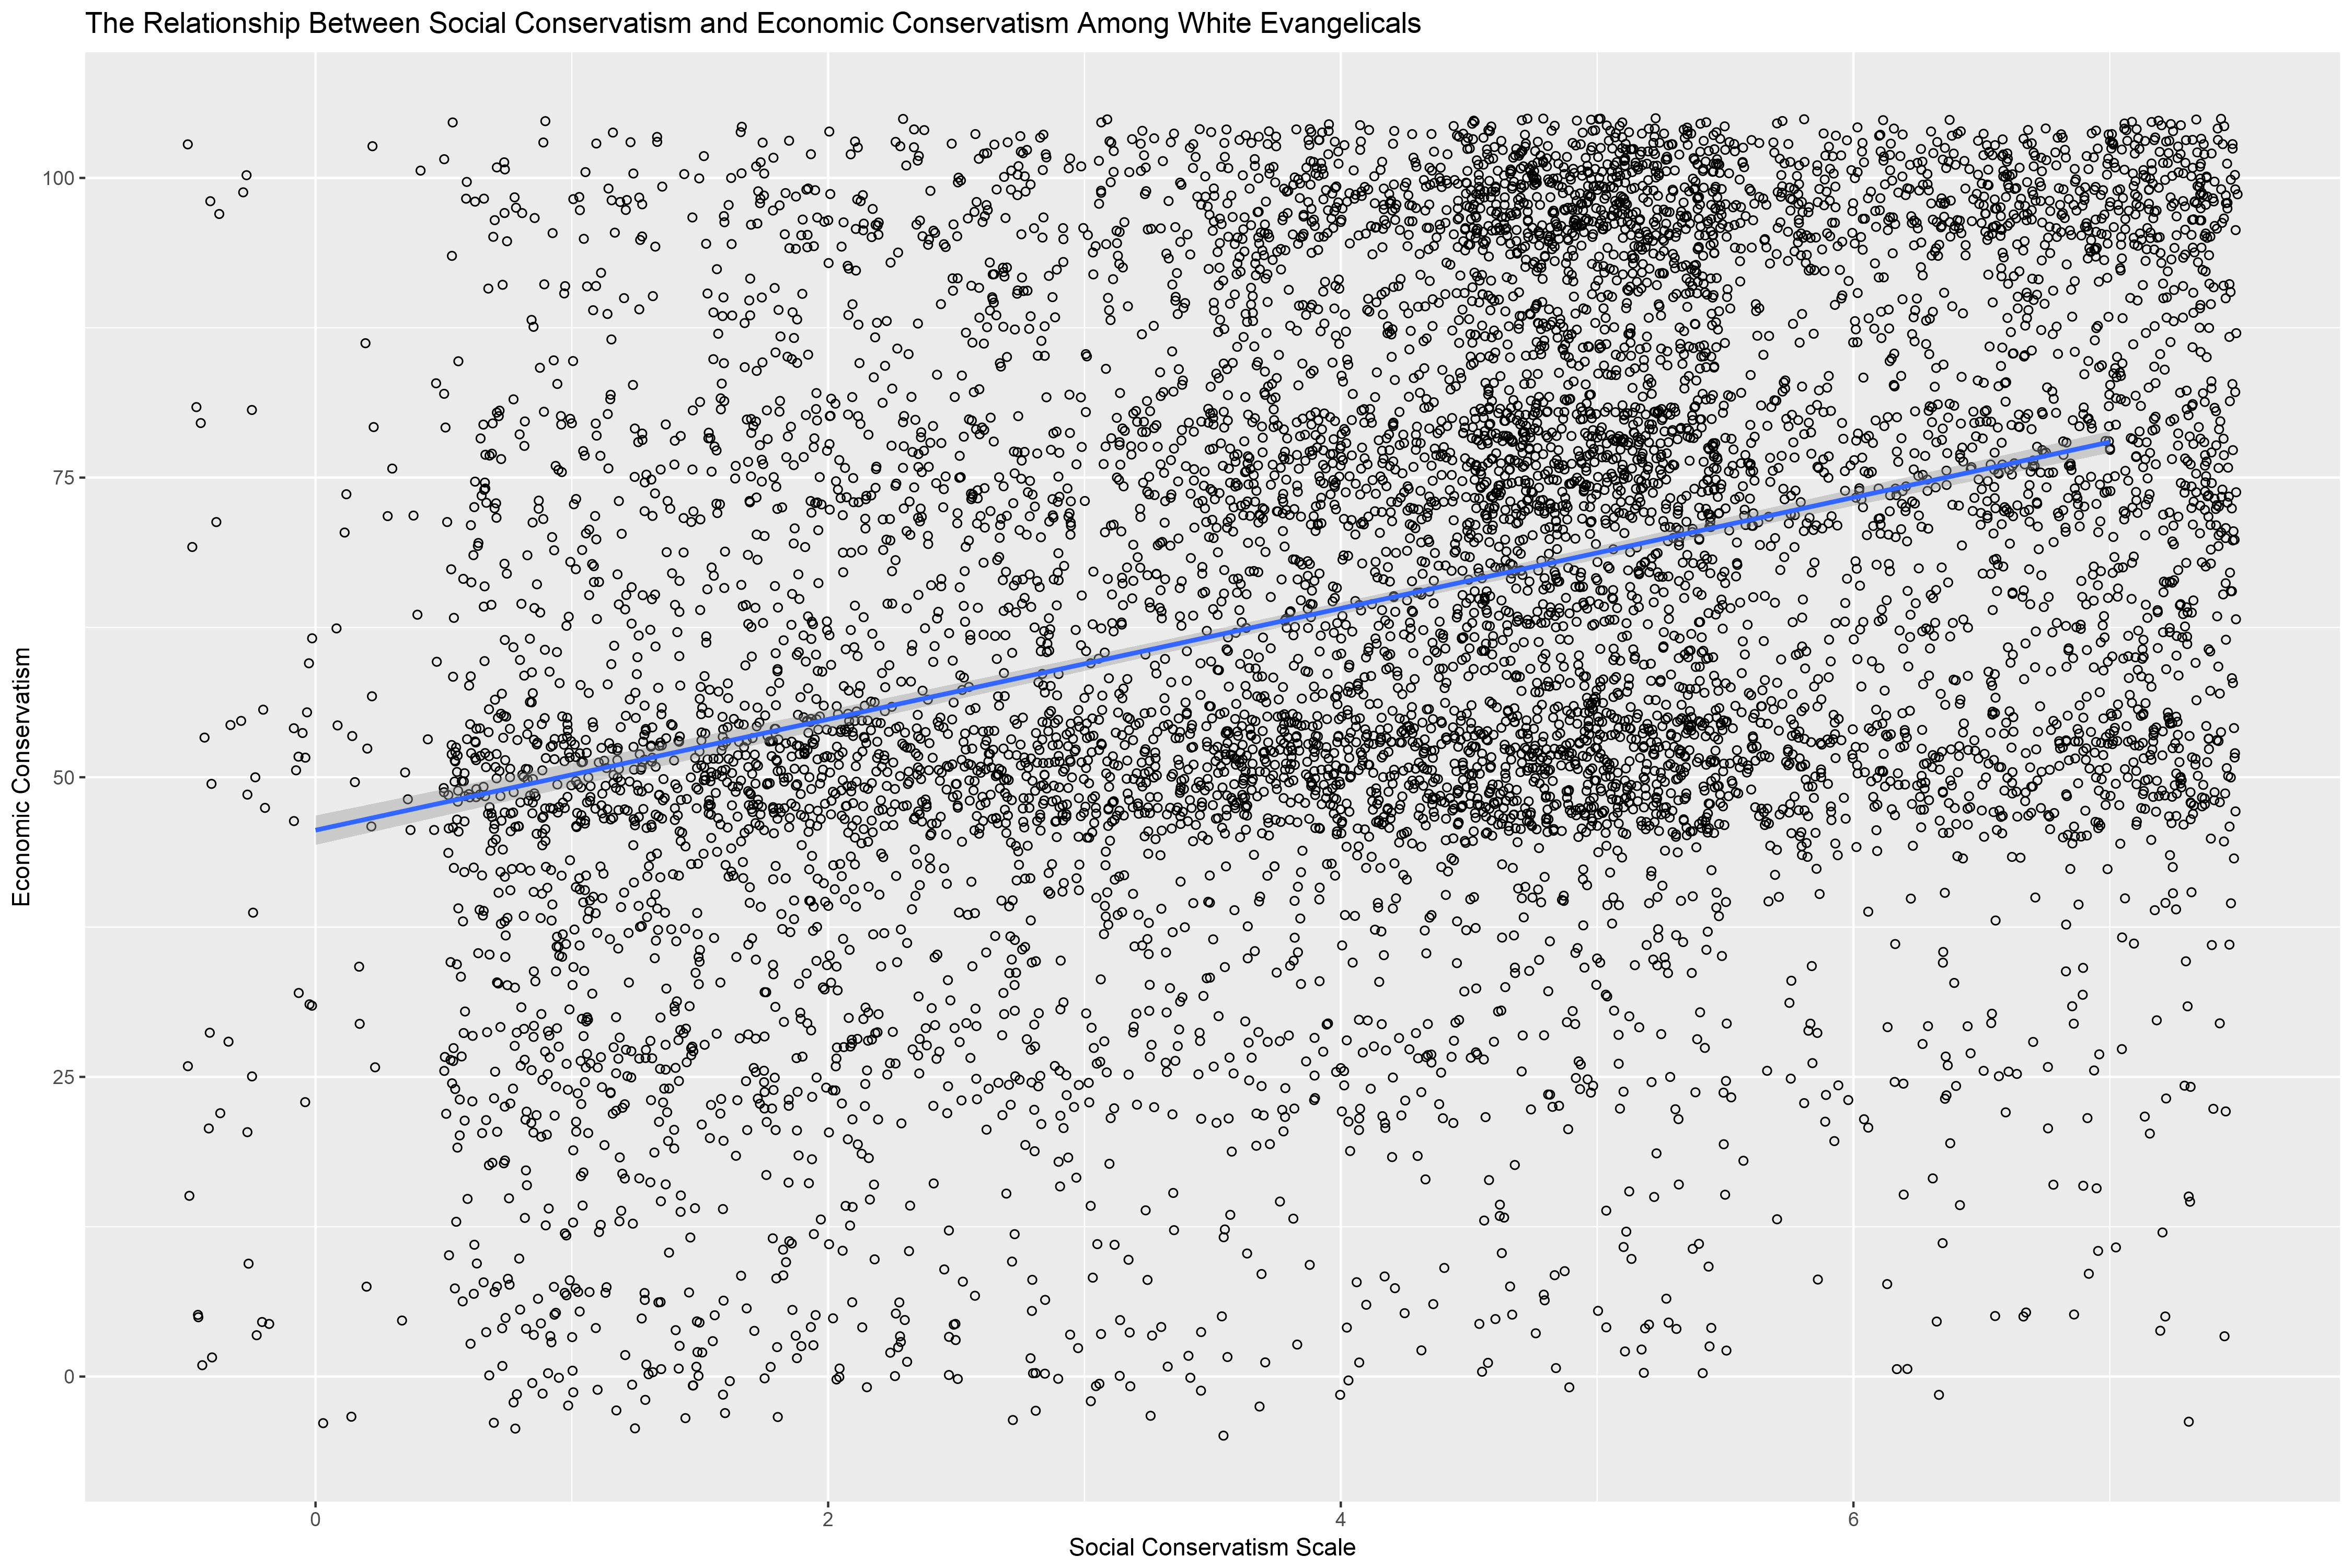 The Relationship Between Social Conservatism and Economic Conservatism Among White Evangelicals
Economic Conservatism
100
75
50
25
0
0 2 4 6
Social Conservatism Scale